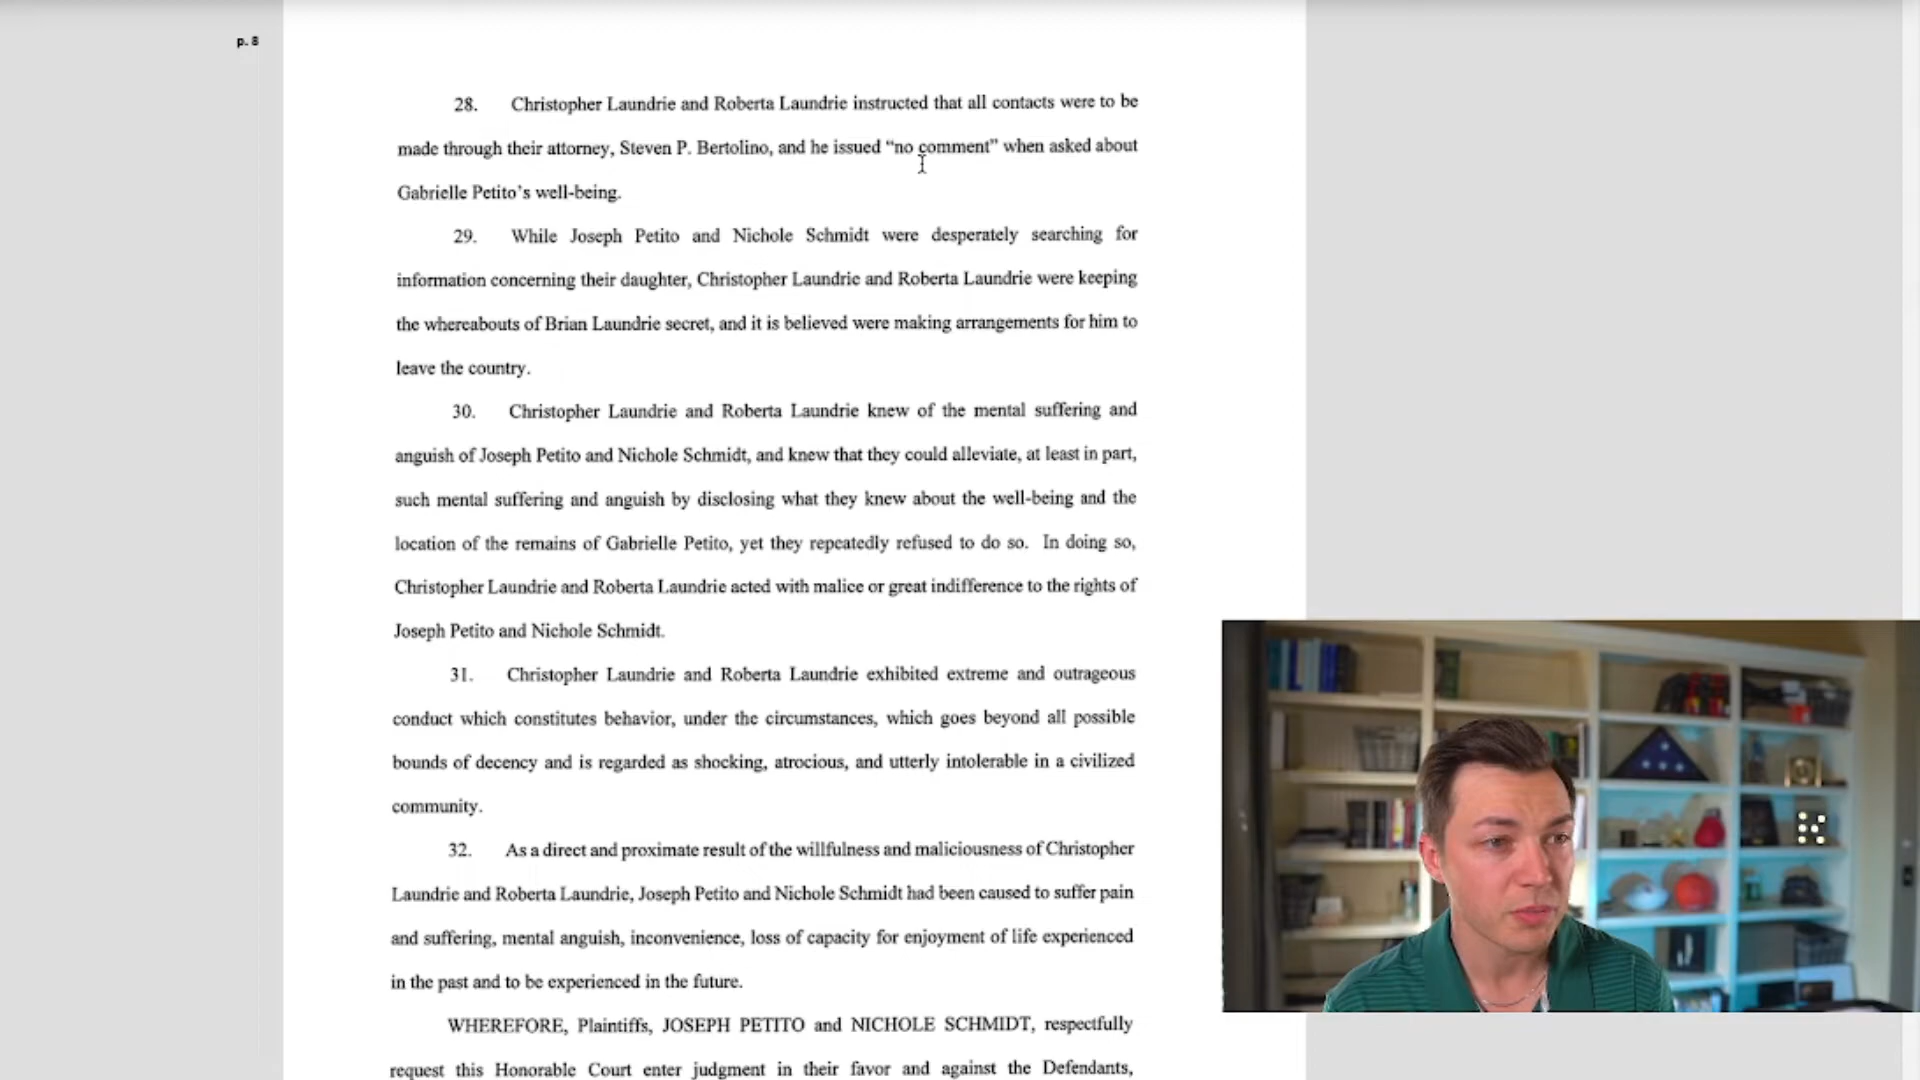 p. 8
28. Christopher Laundrie and Roberta Laundrie instructed that all contacts were to be
made through their attorney, Steven P. Bertolino, and he issued “no comment” when asked about
Gabrielle Petito’s well-being.
29. While Joseph Petito and Nichole Schmidt were desperately searching for
information concerning their daughter, Christopher Laundrie and Roberta Laundrie were keeping
the whereabouts of Brian Laundrie secret, and it is believed were making arrangements for him to
leave the country.
30. Christopher Laundrie and Roberta Laundrie knew of the mental suffering and
anguish of Joseph Petito and Nichole Schmidt, and knew that they could alleviate, at least in part,
such mental suffering and anguish by disclosing what they knew about the well-being and the
location of the remains of Gabrielle Petito, yet they repeatedly refused to do so. In doing so,
Christopher Laundrie and Roberta Laundrie acted with malice or great indifference to the rights of
Joseph Petito and Nichole Schmidt.
31. Christopher Laundrie and Roberta Laundrie exhibited extreme and outrageous
conduct which constitutes behavior, under the circumstances, which goes beyond all possible
bounds of decency and is regarded as shocking, atrocious, and utterly intolerable in a civilized
community.
32. As a direct and proximate result of the willfulness and maliciousness of Christopher
Laundrie and Roberta Laundrie, Joseph Petito and Nichole Schmidt had been caused to suffer pain
and suffering, mental anguish, inconvenience, loss of capacity for enjoyment of life experienced
in the past and to be experienced in the future.
WHEREFORE, Plaintiffs, JOSEPH PETITO and NICHOLE SCHMIDT, respectfully
request this Honorable Court enter judgment in their favor and against the Defendants,